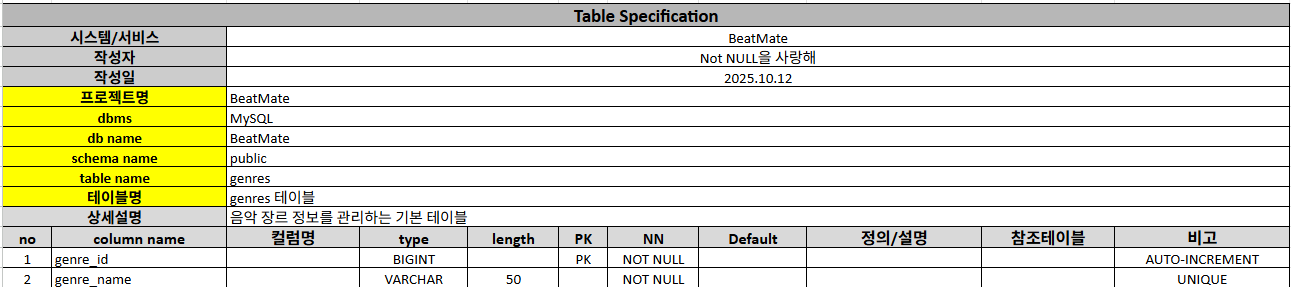 Table Specification
시스템/서비스 BeatMate
작성자 Not NULL을 사랑해
작성일 2025.10.12
프로젝트명 BeatMate
dbms MySQL
db name BeatMate
schema name public
table name genres
테이블명 genres 테이블
상세설명 음악 장르 정보를 관리하는 기본 테이블
no column name 컬럼명 type length PK NN Default 정의/설명 참조테이블 비고
1 genre_id BIGINT PK NOT NULL AUTO-INCREMENT
2 genre_name VARCHAR 50 NOT NULL UNIQUE